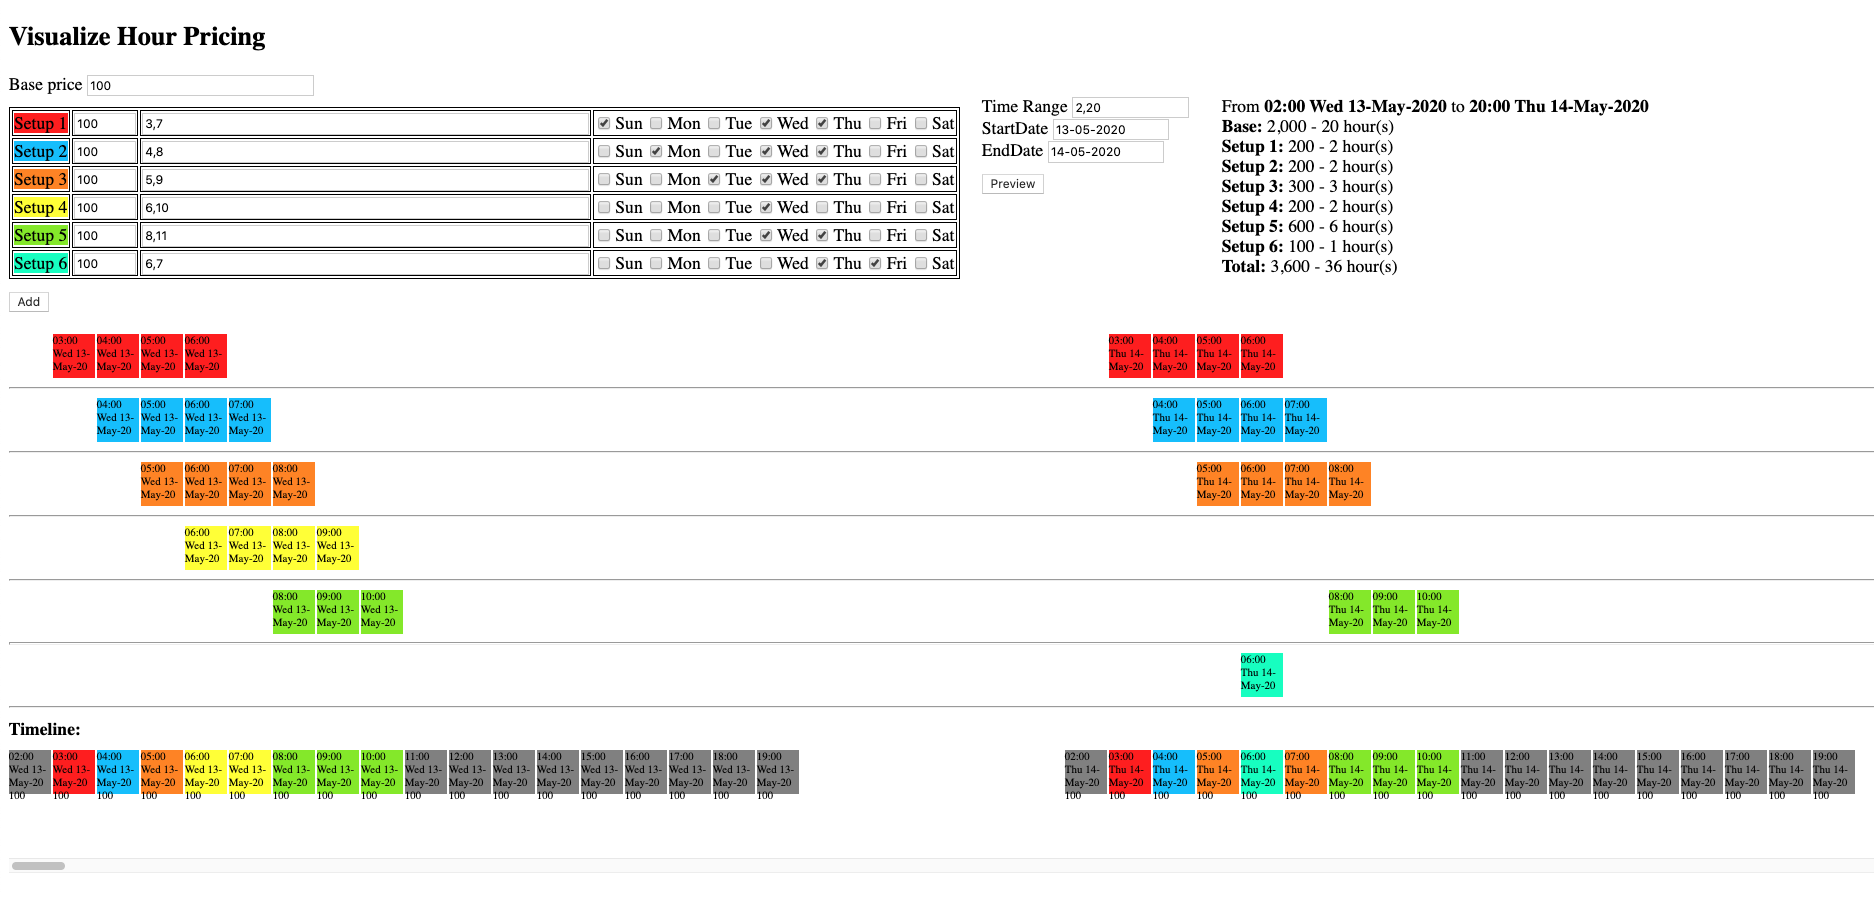 Visualize Hour Pricing
Base price 100
Setup 1 100 3,7 Sun Mon Tue Wed Thu Fri Sat
Setup 2 100 4,8 Sun Mon Tue Wed Thu Fri Sat
Setup 3 100 5,9 Sun Mon Tue Wed Thu Fri Sat
Setup 4 100 6,10 Sun Mon Tue Wed Thu Fri Sat
Setup 5 100 8,11 Sun Mon Tue Wed Thu Fri Sat
Setup 6 100 6,7 Sun Mon Tue Wed Thu Fri Sat
Add
Time Range 2,20
StartDate 13-05-2020
EndDate 14-05-2020
Preview
From 02:00 Wed 13-May-2020 to 20:00 Thu 14-May-2020
Base: 2,000 - 20 hour(s)
Setup 1: 200 - 2 hour(s)
Setup 2: 200 - 2 hour(s)
Setup 3: 300 - 3 hour(s)
Setup 4: 200 - 2 hour(s)
Setup 5: 600 - 6 hour(s)
Setup 6: 100 - 1 hour(s)
Total: 3,600 - 36 hour(s)
03:00 04:00 05:00 06:00 03:00 04:00 05:00 06:00
Wed 13- Wed 13- Wed 13- Wed 13- Thu 14- Thu 14- Thu 14- Thu 14-
May-20 May-20 May-20 May-20 May-20 May-20 May-20 May-20
04:00 05:00 06:00 07:00 04:00 05:00 06:00 07:00
Wed 13- Wed 13- Wed 13- Wed 13- Thu 14- Thu 14- Thu 14- Thu 14-
May-20 May-20 May-20 May-20 May-20 May-20 May-20 May-20
05:00 06:00 07:00 08:00 05:00 06:00 07:00 08:00
Wed 13- Wed 13- Wed 13- Wed 13- Thu 14- Thu 14- Thu 14- Thu 14-
May-20 May-20 May-20 May-20 May-20 May-20 May-20 May-20
06:00 07:00 08:00 09:00
Wed 13- Wed 13- Wed 13- Wed 13-
May-20 May-20 May-20 May-20
08:00 09:00 10:00 08:00 09:00 10:00
Wed 13- Wed 13- Wed 13- Thu 14- Thu 14- Thu 14-
May-20 May-20 May-20 May-20 May-20 May-20
06:00
Thu 14-
May-20
Timeline:
02:00 03:00 04:00 05:00 06:00 07:00 08:00 09:00 10:00 11:00 12:00 13:00 14:00 15:00 16:00 17:00 18:00 19:00 02:00 03:00 04:00 05:00 06:00 07:00 08:00 09:00 10:00 11:00 12:00 13:00 14:00 15:00 16:00 17:00 18:00 19:00
Wed 13- Wed 13- Wed 13- Wed 13- Wed 13- Wed 13- Wed 13- Wed 13- Wed 13- Wed 13- Wed 13- Wed 13- Wed 13- Wed 13- Wed 13- Wed 13- Wed 13- Wed 13- Thu 14- Thu 14- Thu 14- Thu 14- Thu 14- Thu 14- Thu 14- Thu 14- Thu 14- Thu 14- Thu 14- Thu 14- Thu 14- Thu 14- Thu 14- Thu 14- Thu 14- Thu 14-
May-20 May-20 May-20 May-20 May-20 May-20 May-20 May-20 May-20 May-20 May-20 May-20 May-20 May-20 May-20 May-20 May-20 May-20 May-20 May-20 May-20 May-20 May-20 May-20 May-20 May-20 May-20 May-20 May-20 May-20 May-20 May-20 May-20 May-20 May-20 May-20
100 100 100 100 100 100 100 100 100 100 100 100 100 100 100 100 100 100 100 100 100 100 100 100 100 100 100 100 100 100 100 100 100 100 100 100